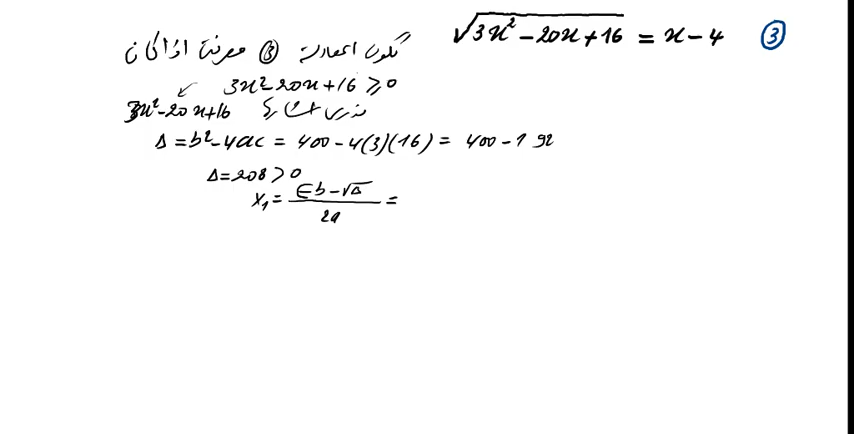 √(3x² - 20x + 16) = x - 4 ③
تكون المعادلة ③ معرفة اذا كان
3x² - 20x + 16 ≥ 0
ندرس اشارة 3x² - 20x + 16
Δ = b² - 4ac = 400 - 4(3)(16) = 400 - 192
Δ = 208 > 0
x₁ = (-b - √Δ) / 2a =